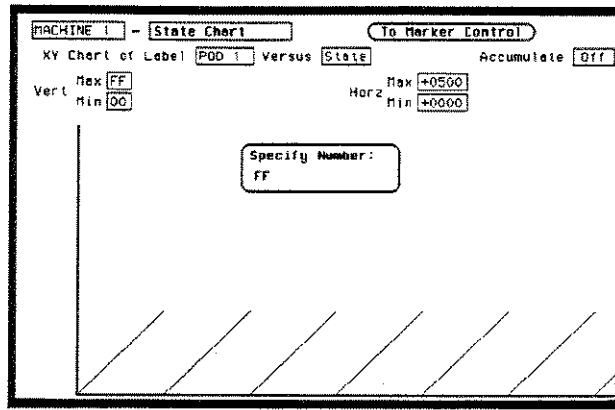 MACHINE 1 - State Chart To Marker Control
XY Chart of Label POD 1 Versus State Accumulate Off
Vert Max FF Horz Max +0500
Min 00 Min +0000
Specify Number:
FF